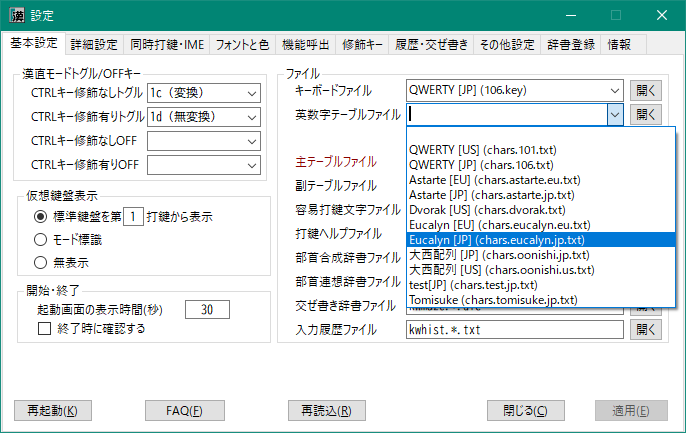 設定
基本設定 詳細設定 同時打鍵・IME フォントと色 機能呼出 修飾キー 履歴・交ぜ書き その他設定 辞書登録 情報
漢直モードトグル/OFFキー
CTRLキー修飾なしトグル 1c (変換)
CTRLキー修飾有りトグル 1d (無変換)
CTRLキー修飾なしOFF
CTRLキー修飾有りOFF
仮想鍵盤表示
標準鍵盤を第 1 打鍵から表示
モード標識
無表示
開始・終了
起動画面の表示時間(秒) 30
終了時に確認する
ファイル
キーボードファイル QWERTY [JP] (106.key) 開く
英数字テーブルファイル 開く
QWERTY [US] (chars.101.txt)
QWERTY [JP] (chars.106.txt)
Astarte [EU] (chars.astarte.eu.txt)
Astarte [JP] (chars.astarte.jp.txt)
Dvorak [US] (chars.dvorak.txt)
Eucalyn [EU] (chars.eucalyn.eu.txt)
Eucalyn [JP] (chars.eucalyn.jp.txt)
大西配列 [JP] (chars.oonishi.jp.txt)
大西配列 [US] (chars.oonishi.us.txt)
test[JP] (chars.test.jp.txt)
Tomisuke (chars.tomisuke.jp.txt)
主テーブルファイル
副テーブルファイル
容易打鍵文字ファイル
打鍵ヘルプファイル
部首合成辞書ファイル
部首連想辞書ファイル
交ぜ書き辞書ファイル
入力履歴ファイル kwhist.*.txt 開く
再起動(K) FAQ(F) 再読込(R) 閉じる(C) 適用(E)